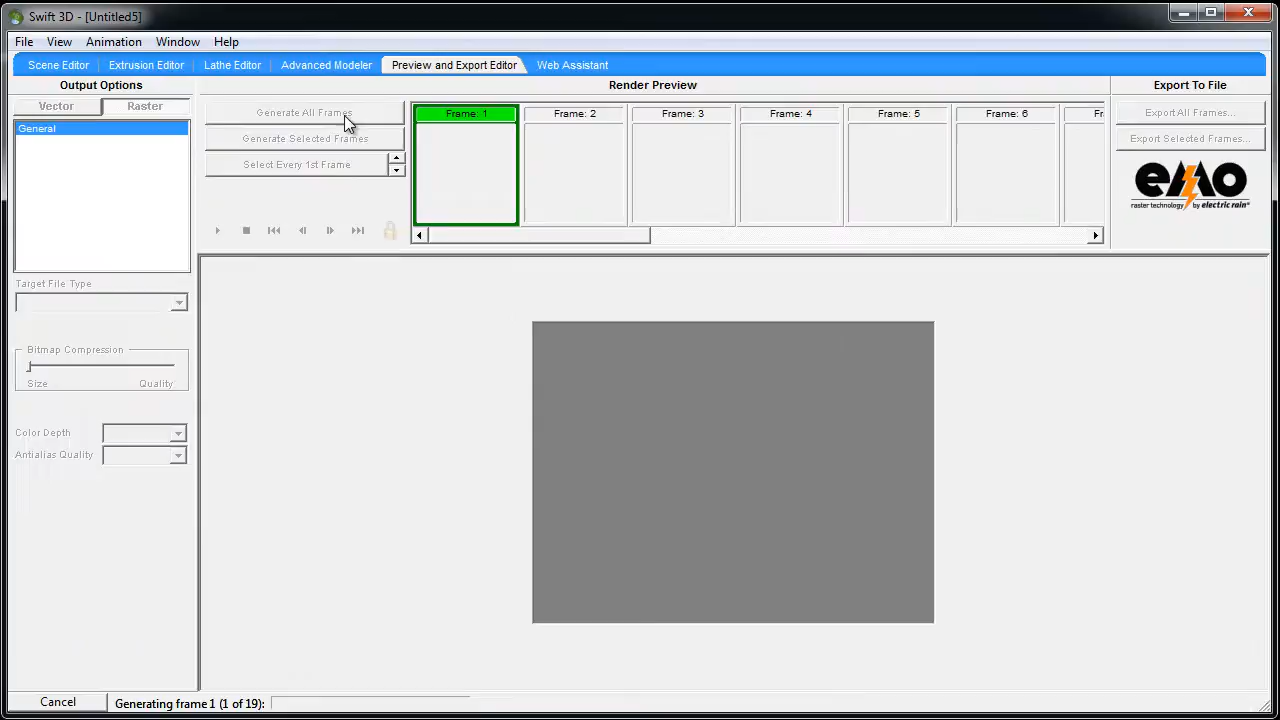 Swift 3D - [Untitled5]
File View Animation Window Help
Scene Editor Extrusion Editor Lathe Editor Advanced Modeler Preview and Export Editor Web Assistant
Output Options Render Preview Export To File
Vector Raster
General
Generate All Frames
Generate Selected Frames
Select Every 1st Frame
Frame: 1 Frame: 2 Frame: 3 Frame: 4 Frame: 5 Frame: 6 Fr
Export All Frames...
Export Selected Frames...
emo
raster technology by electric rain®
Target File Type
Bitmap Compression
Size Quality
Color Depth
Antialias Quality
Cancel Generating frame 1 (1 of 19):